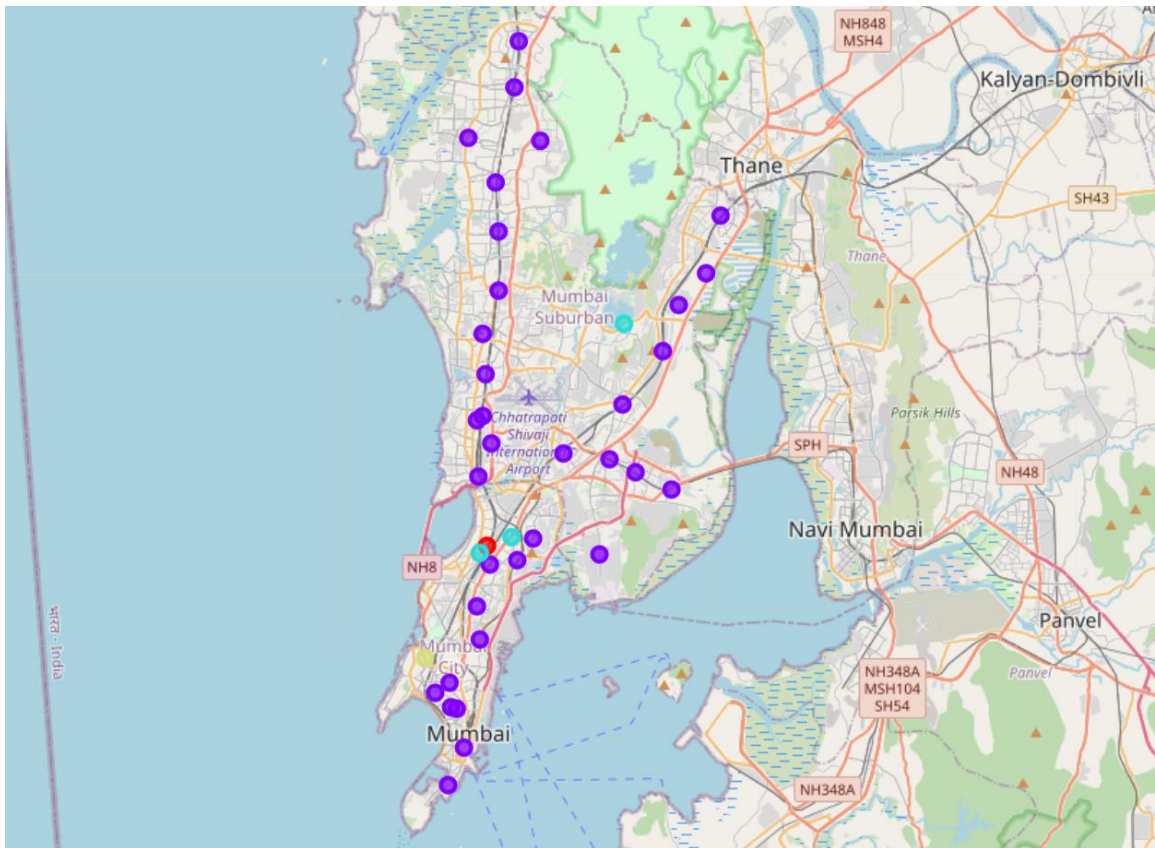 NH848
MSH4
Kalyan-Dombivli
Thane
SH43
Thane
Mumbai
Suburban
Chhatrapati
Shivaji
International
Airport
Parsik Hills
SPH
NH48
Navi Mumbai
NH8
भारत - India
Panvel
Mumbai
City
NH348A
MSH104
SH54
Panvel
Mumbai
NH348A